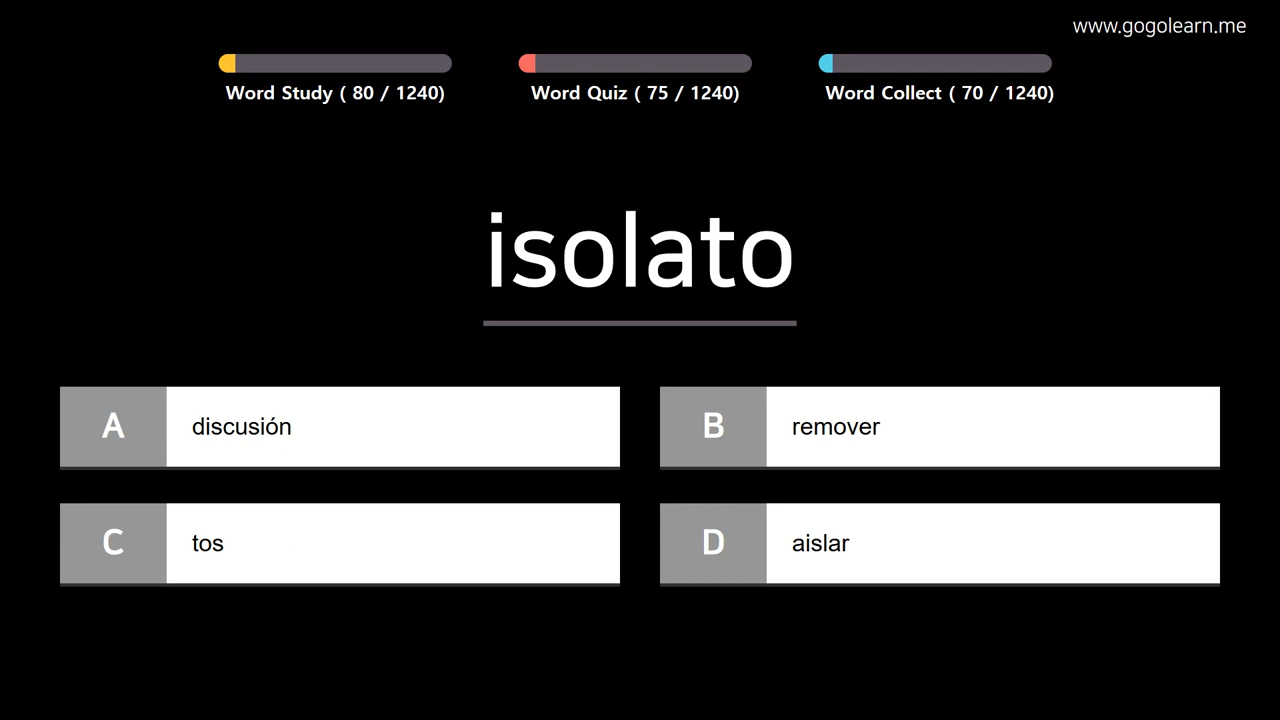 www.gogolearn.me
Word Study ( 80 / 1240)
Word Quiz ( 75 / 1240)
Word Collect ( 70 / 1240)
isolato
A discusión
B remover
C tos
D aislar